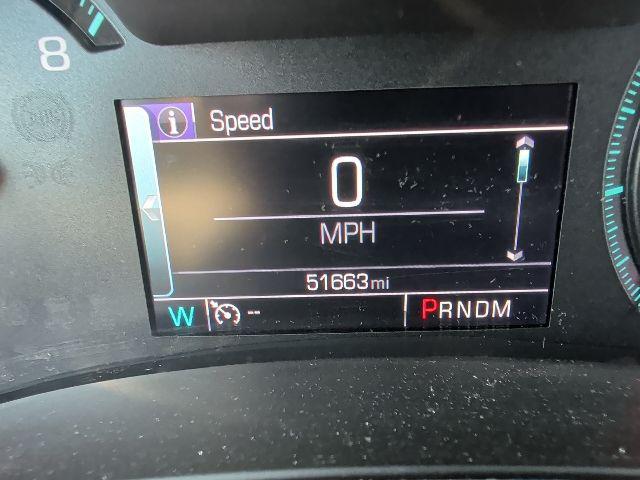 8
i Speed
0
MPH
51663mi
W -- PRNDM